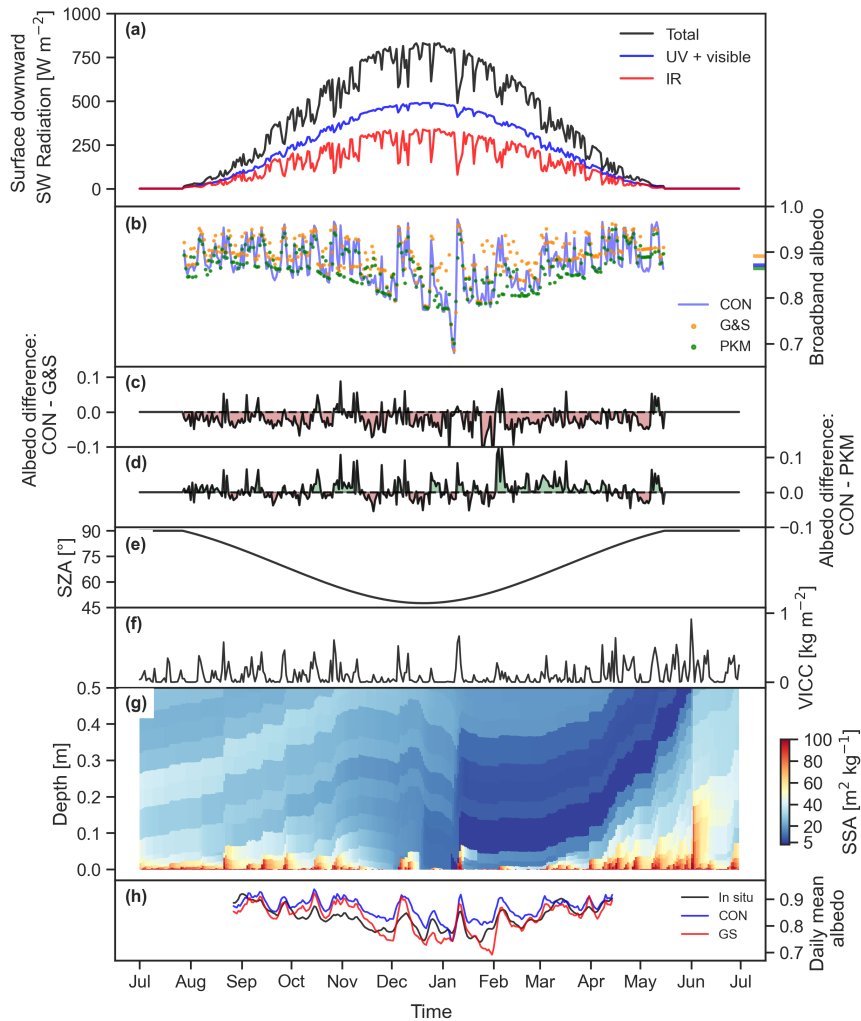 1000
750
500
250
0
Surface downward
SW Radiation [W m−2]
(a)
Total
UV + visible
IR
(b)
CON
G&S
PKM
1.0
0.9
0.8
0.7
Broadband albedo
Albedo difference:
CON - G&S
0.1
0.0
−0.1
(c)
(d)
0.1
0.0
−0.1
Albedo difference:
CON - PKM
SZA [°]
90
75
60
45
(e)
(f)
1
0
VICC [kg m−2]
(g)
Depth [m]
0.5
0.4
0.3
0.2
0.1
0.0
100
80
60
40
20
5
SSA [m2 kg−1]
(h)
In situ
CON
GS
0.9
0.8
0.7
Daily mean
albedo
Jul Aug Sep Oct Nov Dec Jan Feb Mar Apr May Jun Jul
Time